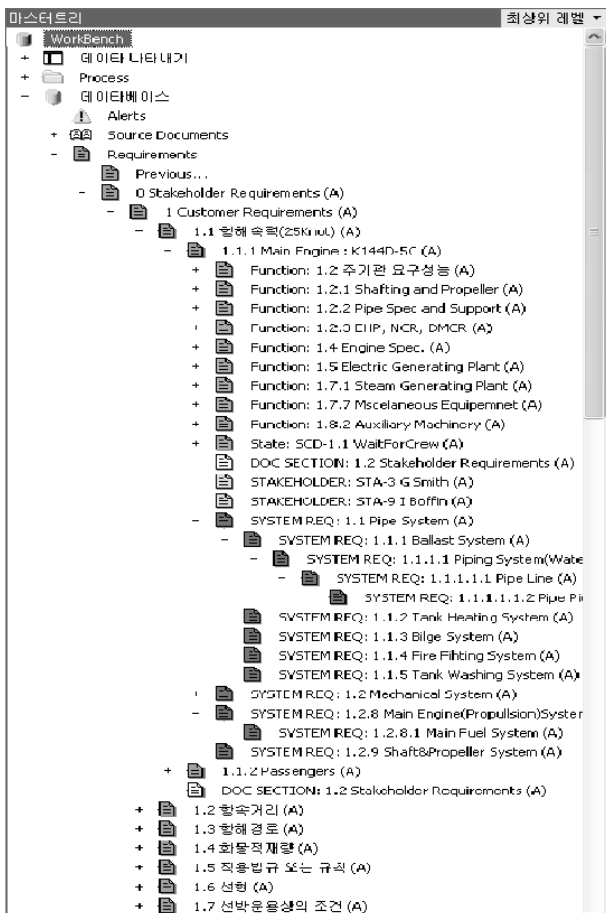 마스터트리 최상위 레벨
WorkBench
데이타 나타내기
Process
데이타베이스
Alerts
Source Documents
Requirements
Previous...
0 Stakeholder Requirements (A)
1 Customer Requirements (A)
1.1 항해 속력(25Knot) (A)
1.1.1 Main Engine : K144D-5C (A)
Function: 1.2 주기관 요구성능 (A)
Function: 1.2.1 Shafting and Propeller (A)
Function: 1.2.2 Pipe Spec and Support (A)
Function: 1.2.3 EHP, NCR, DMCR (A)
Function: 1.4 Engine Spec. (A)
Function: 1.5 Electric Generating Plant (A)
Function: 1.7.1 Steam Generating Plant (A)
Function: 1.7.7 Mscelaneous Equipemnet (A)
Function: 1.8.2 Auxiliary Machinery (A)
State: SCD-1.1 WaitForCrew (A)
DOC SECTION: 1.2 Stakeholder Requirements (A)
STAKEHOLDER: STA-3 G Smith (A)
STAKEHOLDER: STA-9 I Boffin (A)
SYSTEM REQ: 1.1 Pipe System (A)
SYSTEM REQ: 1.1.1 Ballast System (A)
SYSTEM REQ: 1.1.1.1 Piping System(Wate
SYSTEM REQ: 1.1.1.1.1 Pipe Line (A)
SYSTEM REQ: 1.1.1.1.1.2 Pipe Pi
SYSTEM REQ: 1.1.2 Tank Heating System (A)
SYSTEM REQ: 1.1.3 Bilge System (A)
SYSTEM REQ: 1.1.4 Fire Fihting System (A)
SYSTEM REQ: 1.1.5 Tank Washing System (A)
SYSTEM REQ: 1.2 Mechanical System (A)
SYSTEM REQ: 1.2.8 Main Engine(Propullsion)System
SYSTEM REQ: 1.2.8.1 Main Fuel System (A)
SYSTEM REQ: 1.2.9 Shaft&Propeller System (A)
1.1.2 Passengers (A)
DOC SECTION: 1.2 Stakeholder Requirements (A)
1.2 항속거리 (A)
1.3 항해경로 (A)
1.4 화물적재량 (A)
1.5 적용법규 또는 규칙 (A)
1.6 선형 (A)
1.7 선박운용상의 조건 (A)